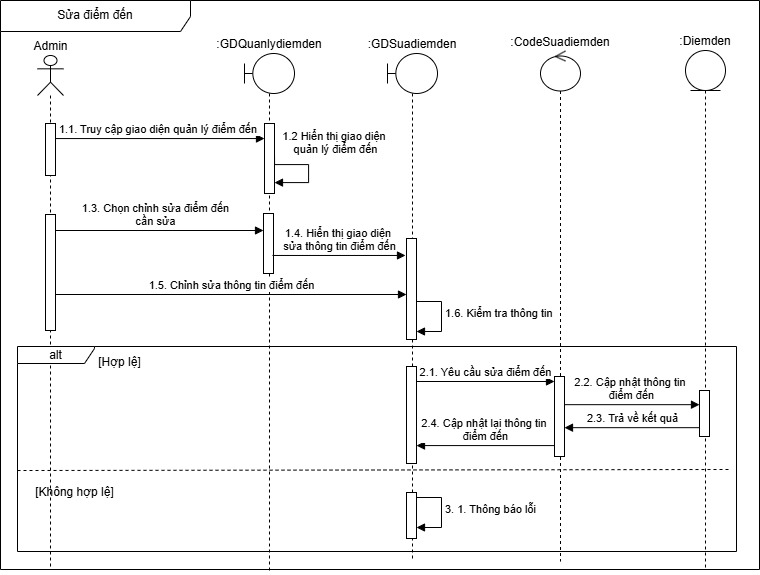 Sửa điểm đến
Admin
:GDQuanlydiemden
:GDSuadiemden
:CodeSuadiemden
:Diemden
1.1. Truy cập giao diện quản lý điểm đến
1.2 Hiển thị giao diện
quản lý điểm đến
1.3. Chọn chỉnh sửa điểm đến
cần sửa
1.4. Hiển thị giao diện
sửa thông tin điểm đến
1.5. Chỉnh sửa thông tin điểm đến
1.6. Kiểm tra thông tin
alt
[Hợp lệ]
2.1. Yêu cầu sửa điểm đến
2.2. Cập nhật thông tin
điểm đến
2.3. Trả về kết quả
2.4. Cập nhật lại thông tin
điểm đến
[Không hợp lệ]
3. 1. Thông báo lỗi